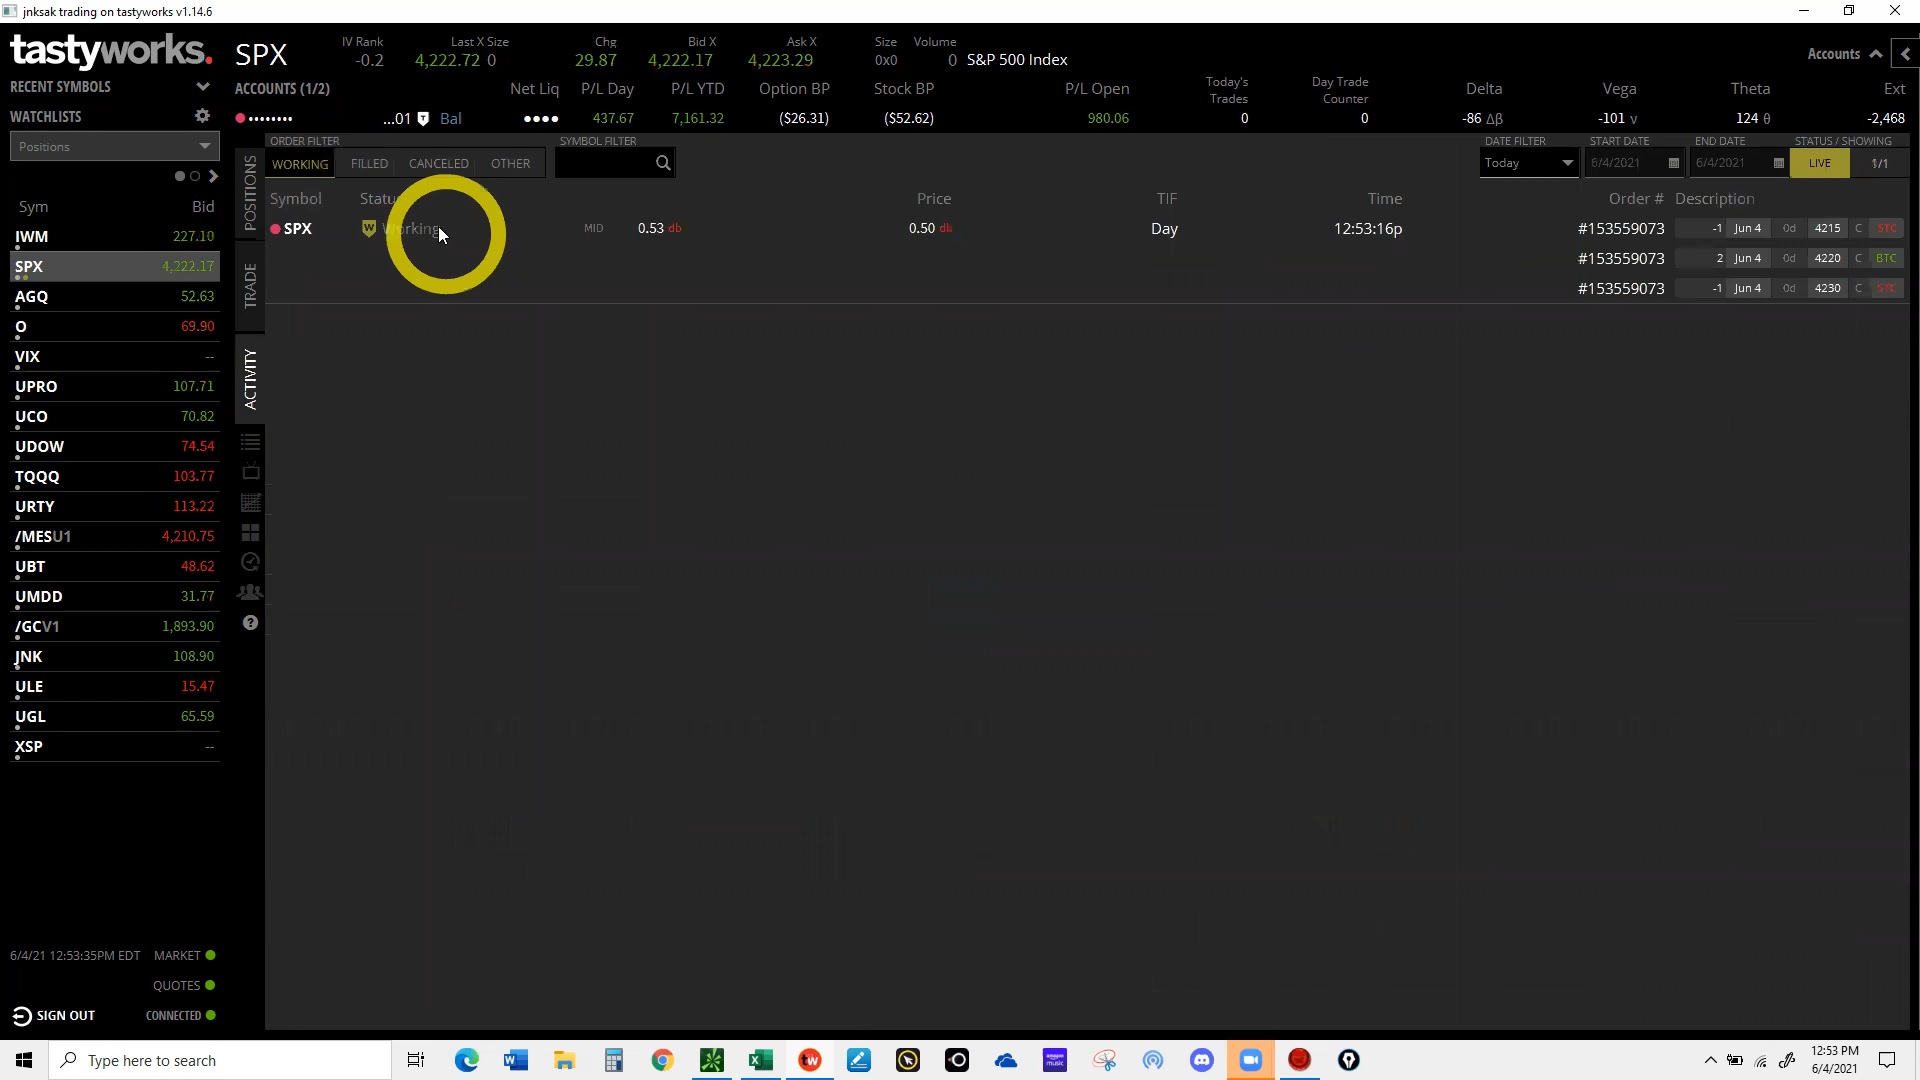 jnksak trading on tastyworks v1.14.6
tastyworks.
SPX
IV Rank
-0.2
Last X Size
4,222.72 0
Chg
29.87
Bid X
4,222.17
Ask X
4,223.29
Size
0x0
Volume
0
S&P 500 Index
Accounts
RECENT SYMBOLS
WATCHLISTS
Positions
ACCOUNTS (1/2) Net Liq P/L Day P/L YTD Option BP Stock BP P/L Open Today's Trades Day Trade Counter Delta Vega Theta Ext
•••••••• ...01 T Bal •••• 437.67 7,161.32 ($26.31) ($52.62) 980.06 0 0 -86 Δβ -101 ν 124 θ -2,468
ORDER FILTER
SYMBOL FILTER
DATE FILTER
START DATE
END DATE
STATUS / SHOWING
WORKING FILLED CANCELED OTHER
Today
6/4/2021
6/4/2021
LIVE
1/1
POSITIONS
TRADE
ACTIVITY
Symbol Status Price TIF Time Order # Description
SPX W Working MID 0.53 db 0.50 db Day 12:53:16p #153559073 -1 Jun 4 0d 4215 C STC
#153559073 2 Jun 4 0d 4220 C BTC
#153559073 -1 Jun 4 0d 4230 C STC
Sym Bid
IWM 227.10
SPX 4,222.17
AGQ 52.63
O 69.90
VIX --
UPRO 107.71
UCO 70.82
UDOW 74.54
TQQQ 103.77
URTY 113.22
/MESU1 4,210.75
UBT 48.62
UMDD 31.77
/GCV1 1,893.90
JNK 108.90
ULE 15.47
UGL 65.59
XSP --
?
6/4/21 12:53:35PM EDT MARKET
QUOTES
SIGN OUT CONNECTED
Type here to search
tw
12:53 PM
6/4/2021